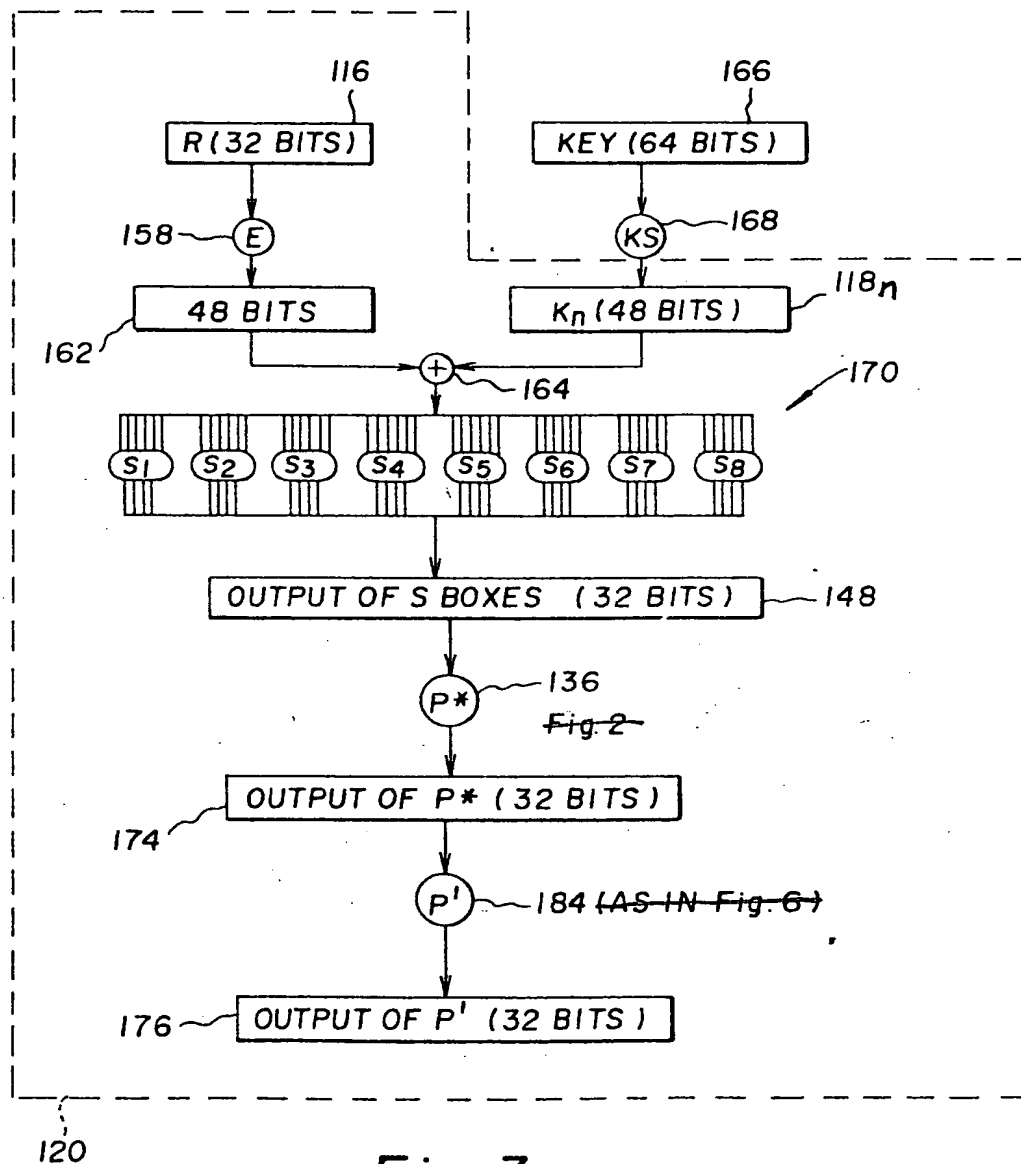 116 166
R (32 BITS) KEY (64 BITS)
158 E KS 168
48 BITS Kn (48 BITS) 118n
162 + 164
170
S1 S2 S3 S4 S5 S6 S7 S8
OUTPUT OF S BOXES (32 BITS) 148
P* 136
Fig. 2
OUTPUT OF P* (32 BITS)
174
P' 184 (AS IN Fig. 6)
176 OUTPUT OF P' (32 BITS)
120